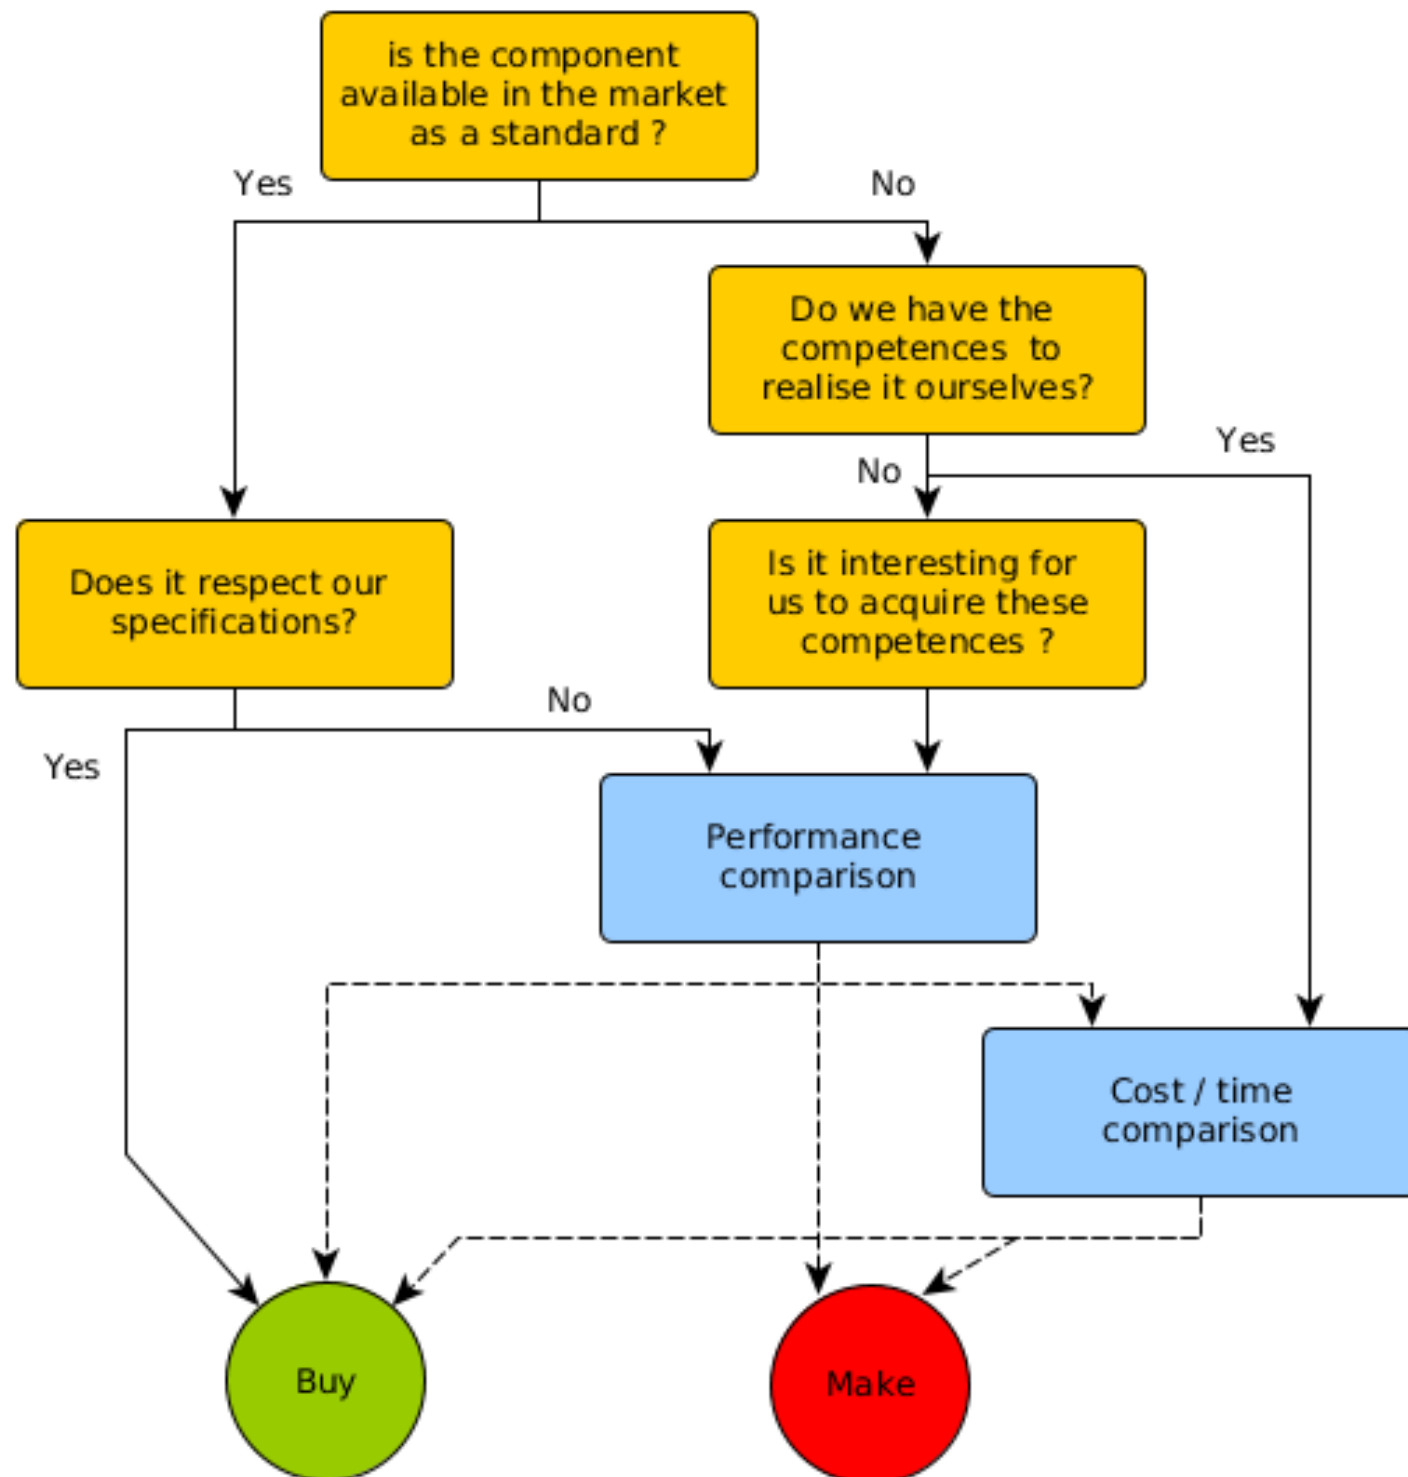 is the component
available in the market
as a standard ?
Yes
No
Do we have the
competences  to
realise it ourselves?
Yes
No
Does it respect our
specifications?
Is it interesting for
us to acquire these
competences ?
No
Yes
Performance
comparison
Cost / time
comparison
Buy
Make